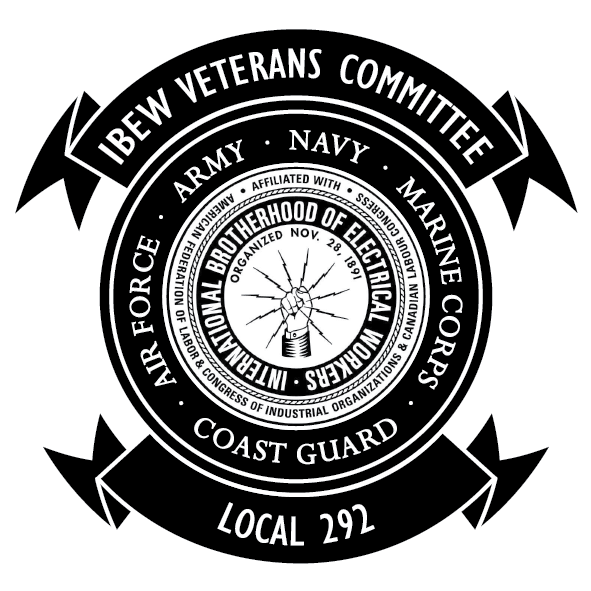 IBEW VETERANS COMMITTEE
AIR FORCE · ARMY · NAVY · MARINE CORPS · COAST GUARD ·
· AFFILIATED WITH ·
AMERICAN FEDERATION OF LABOR & CONGRESS OF INDUSTRIAL ORGANIZATIONS & CANADIAN LABOUR CONGRESS
INTERNATIONAL BROTHERHOOD OF ELECTRICAL WORKERS ·
ORGANIZED NOV. 28, 1891
LOCAL 292